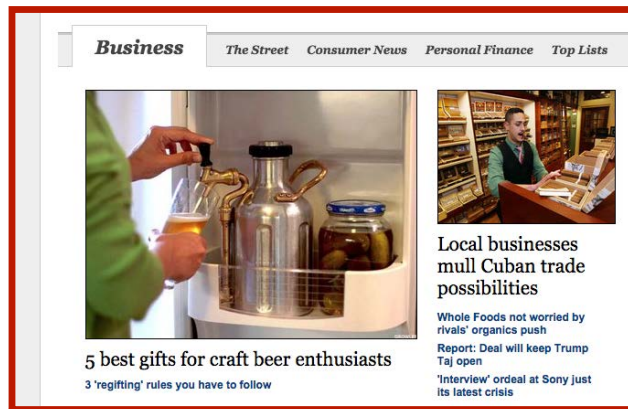 Business
The Street
Consumer News
Personal Finance
Top Lists
5 best gifts for craft beer enthusiasts
3 'regifting' rules you have to follow
Local businesses
mull Cuban trade
possibilities
Whole Foods not worried by
rivals' organics push
Report: Deal will keep Trump
Taj open
'Interview' ordeal at Sony just
its latest crisis